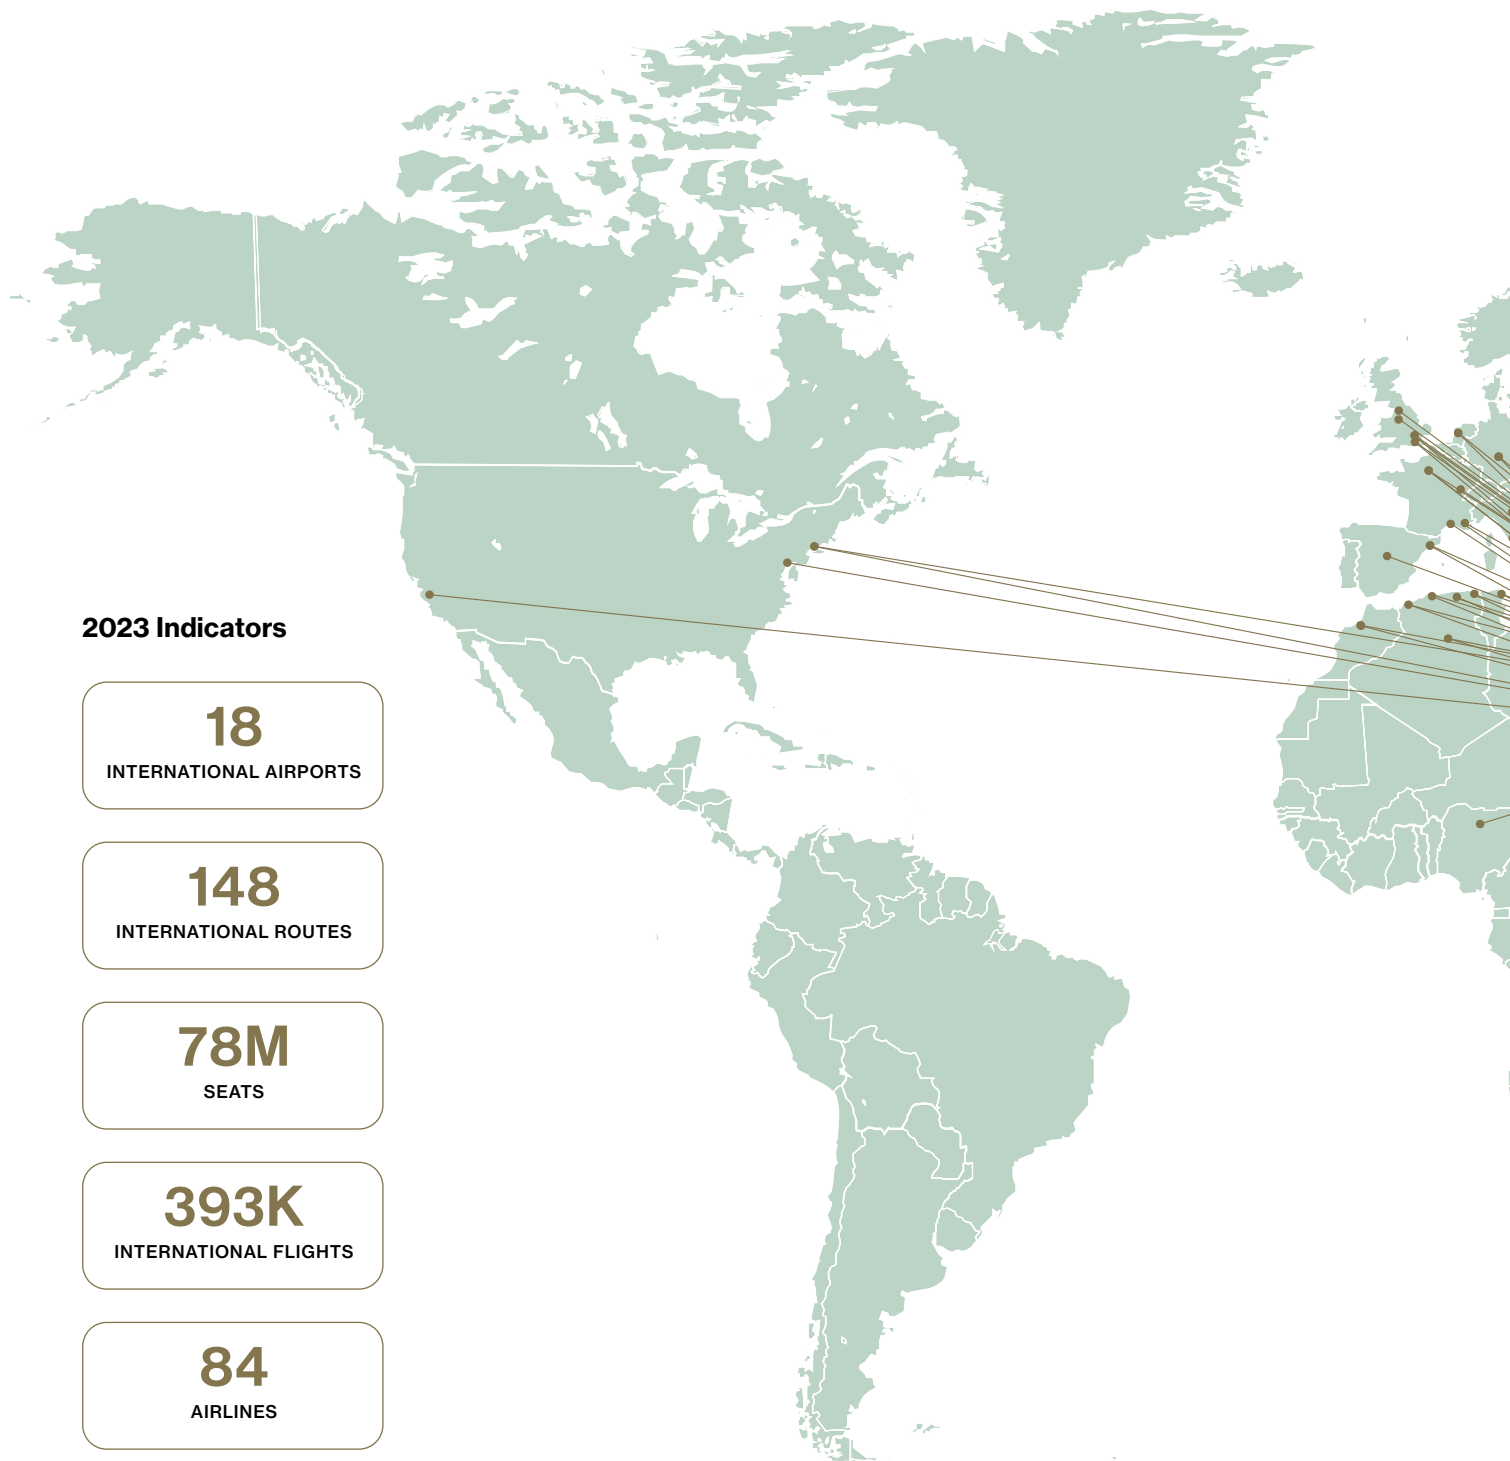 2023 Indicators
18
INTERNATIONAL AIRPORTS
148
INTERNATIONAL ROUTES
78M
SEATS
393K
INTERNATIONAL FLIGHTS
84
AIRLINES